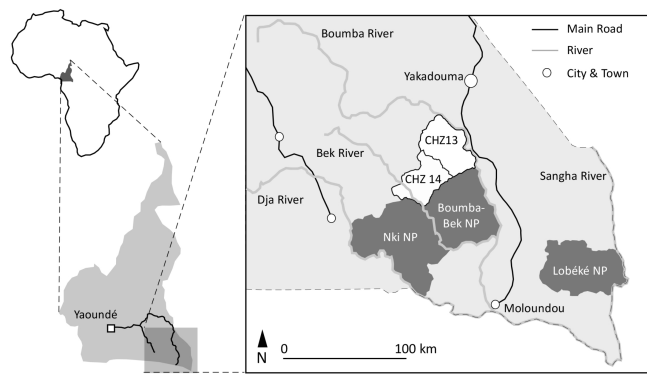 Boumba River
Main Road
River
City & Town
Yakadouma
CHZ13
Bek River
CHZ 14
Sangha River
Dja River
Boumba-
Bek NP
Nki NP
Lobéké NP
Yaoundé
Moloundou
N
0 100 km